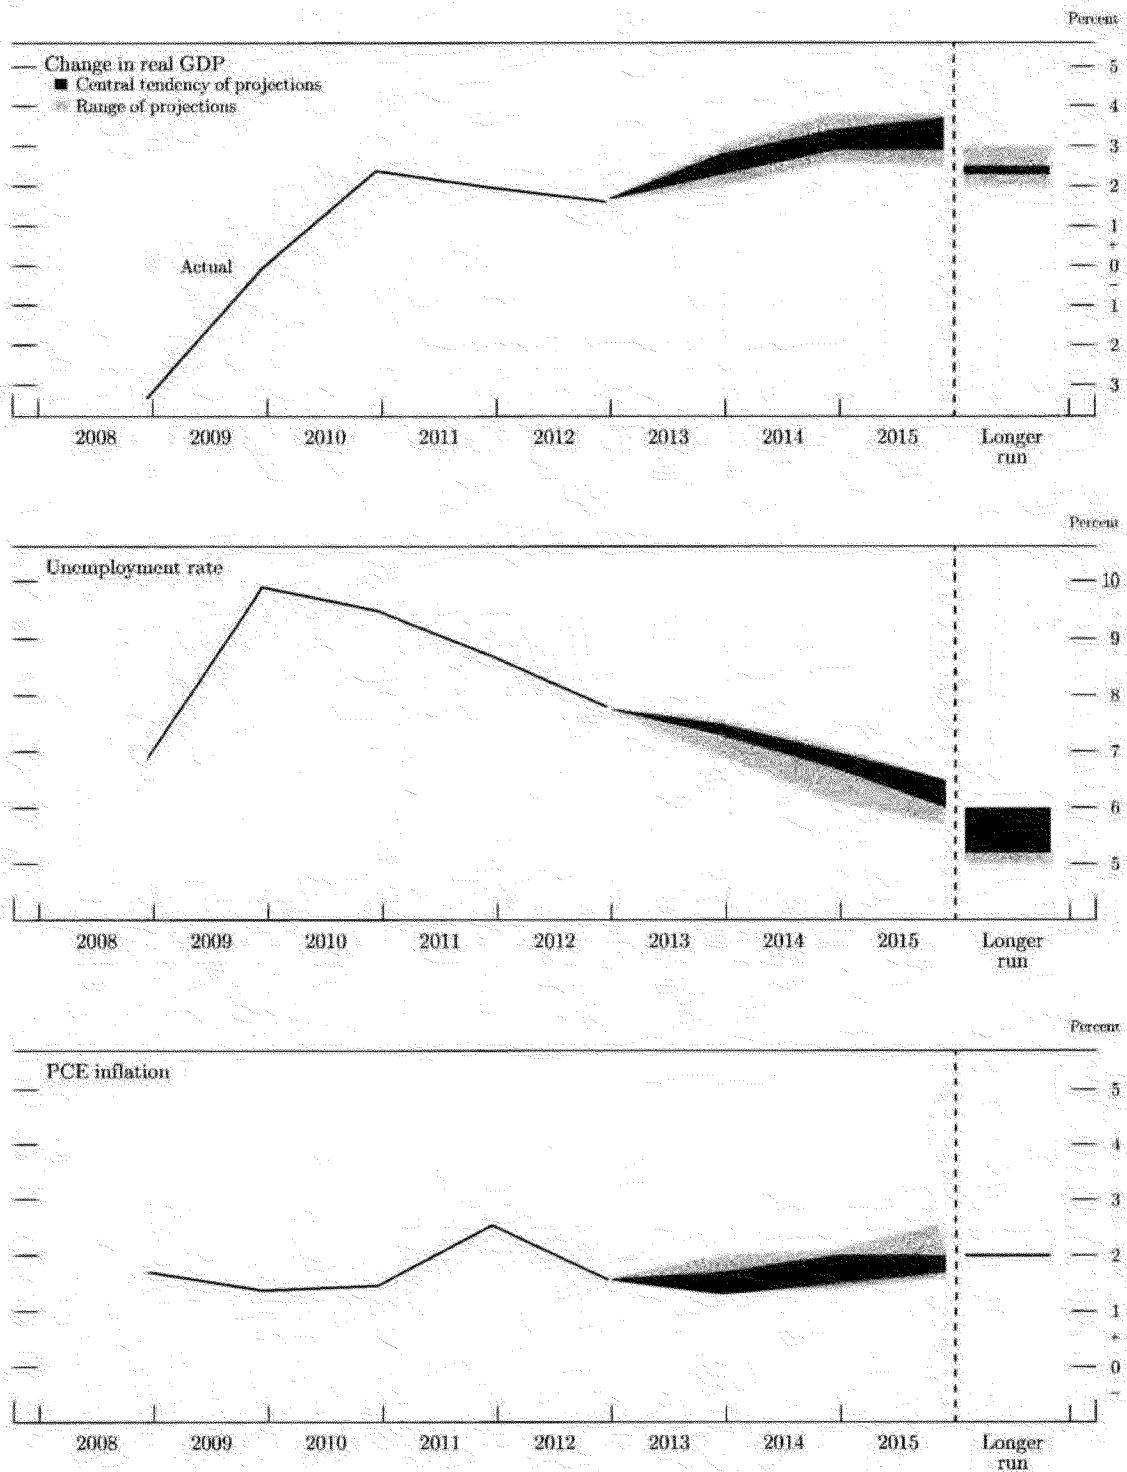 Percent
Change in real GDP
Central tendency of projections
Range of projections
5
4
3
2
1
+
0
−
1
2
3
Actual
2008 2009 2010 2011 2012 2013 2014 2015 Longer
run
Percent
Unemployment rate
10
9
8
7
6
5
2008 2009 2010 2011 2012 2013 2014 2015 Longer
run
Percent
PCE inflation
5
4
3
2
1
+
0
−
2008 2009 2010 2011 2012 2013 2014 2015 Longer
run